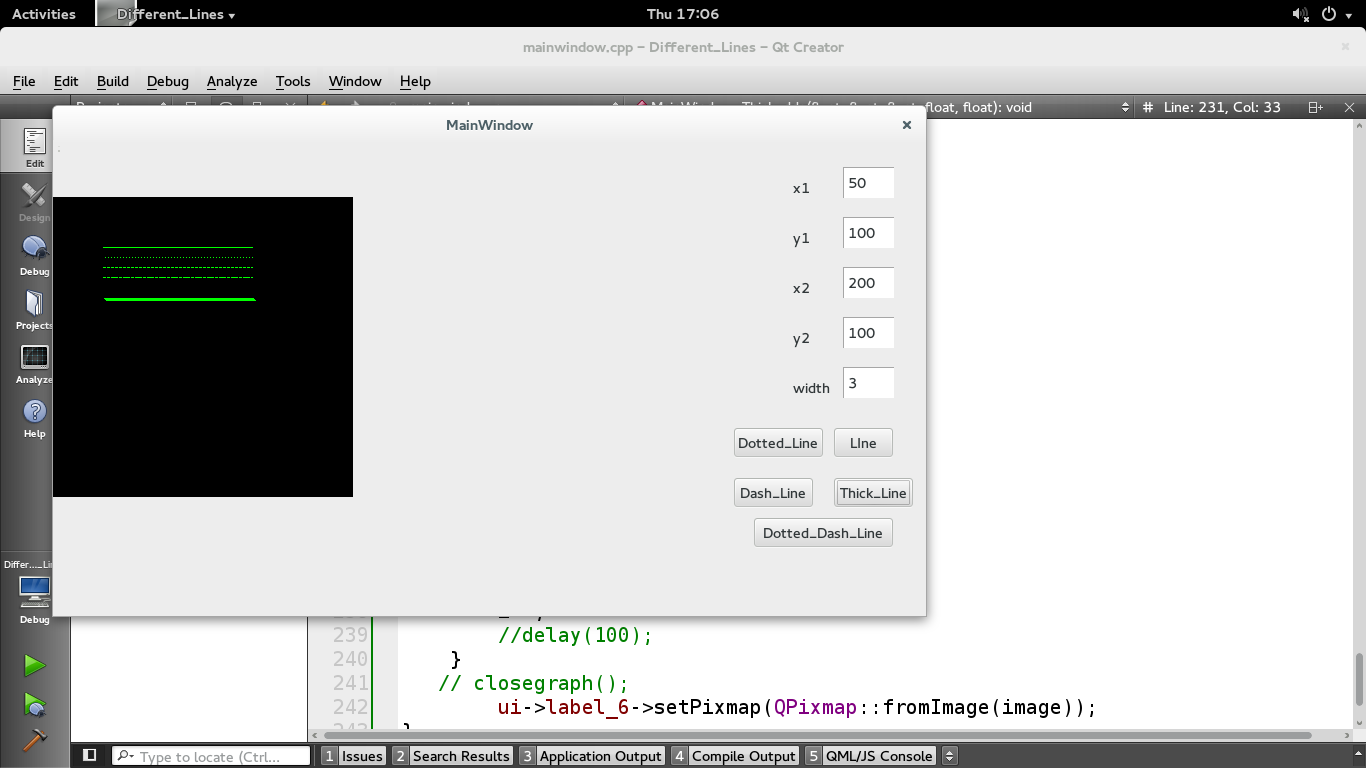 Activities Different_Lines Thu 17:06
mainwindow.cpp - Different_Lines - Qt Creator
File Edit Build Debug Analyze Tools Window Help
float, float): void # Line: 231, Col: 33
MainWindow
Edit
Design
Debug
Projects
Analyze
Help
x1 50
y1 100
x2 200
y2 100
width 3
Dotted_Line LIne
Dash_Line Thick_Line
Dotted_Dash_Line
Differ..._Lin
Debug
239 //delay(100);
240 }
241 // closegraph();
242 ui->label_6->setPixmap(QPixmap::fromImage(image));
Type to locate (Ctrl... 1 Issues 2 Search Results 3 Application Output 4 Compile Output 5 QML/JS Console